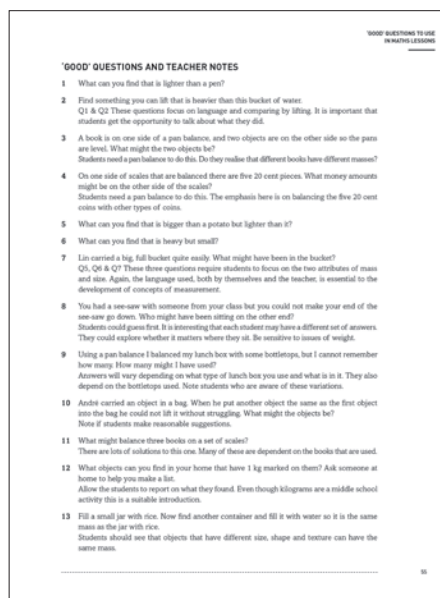 'GOOD' QUESTIONS TO USE
IN MATHS LESSONS
'GOOD' QUESTIONS AND TEACHER NOTES
1 What can you find that is lighter than a pen?
2 Find something you can lift that is heavier than this bucket of water.
Q1 & Q2 These questions focus on language and comparing by lifting. It is important that
students get the opportunity to talk about what they did.
3 A book is on one side of a pan balance, and two objects are on the other side so the pans
are level. What might the two objects be?
Students need a pan balance to do this. Do they realise that different books have different masses?
4 On one side of scales that are balanced there are five 20 cent pieces. What money amounts
might be on the other side of the scales?
Students need a pan balance to do this. The emphasis here is on balancing the five 20 cent
coins with other types of coins.
5 What can you find that is bigger than a potato but lighter than it?
6 What can you find that is heavy but small?
7 Lin carried a big, full bucket quite easily. What might have been in the bucket?
Q5, Q6 & Q7 These three questions require students to focus on the two attributes of mass
and size. Again, the language used, both by themselves and the teacher, is essential to the
development of concepts of measurement.
8 You had a see-saw with someone from your class but you could not make your end of the
see-saw go down. Who might have been sitting on the other end?
Students could guess first. It is interesting that each student may have a different set of answers.
They could explore whether it matters where they sit. Be sensitive to issues of weight.
9 Using a pan balance I balanced my lunch box with some bottletops, but I cannot remember
how many. How many might I have used?
Answers will vary depending on what type of lunch box you use and what is in it. They also
depend on the bottletops used. Note students who are aware of these variations.
10 André carried an object in a bag. When he put another object the same as the first object
into the bag he could not lift it without struggling. What might the objects be?
Note if students make reasonable suggestions.
11 What might balance three books on a set of scales?
There are lots of solutions to this one. Many of these are dependent on the books that are used.
12 What objects can you find in your home that have 1 kg marked on them? Ask someone at
home to help you make a list.
Allow the students to report on what they found. Even though kilograms are a middle school
activity this is a suitable introduction.
13 Fill a small jar with rice. Now find another container and fill it with water so it is the same
mass as the jar with rice.
Students should see that objects that have different size, shape and texture can have the
same mass.
55